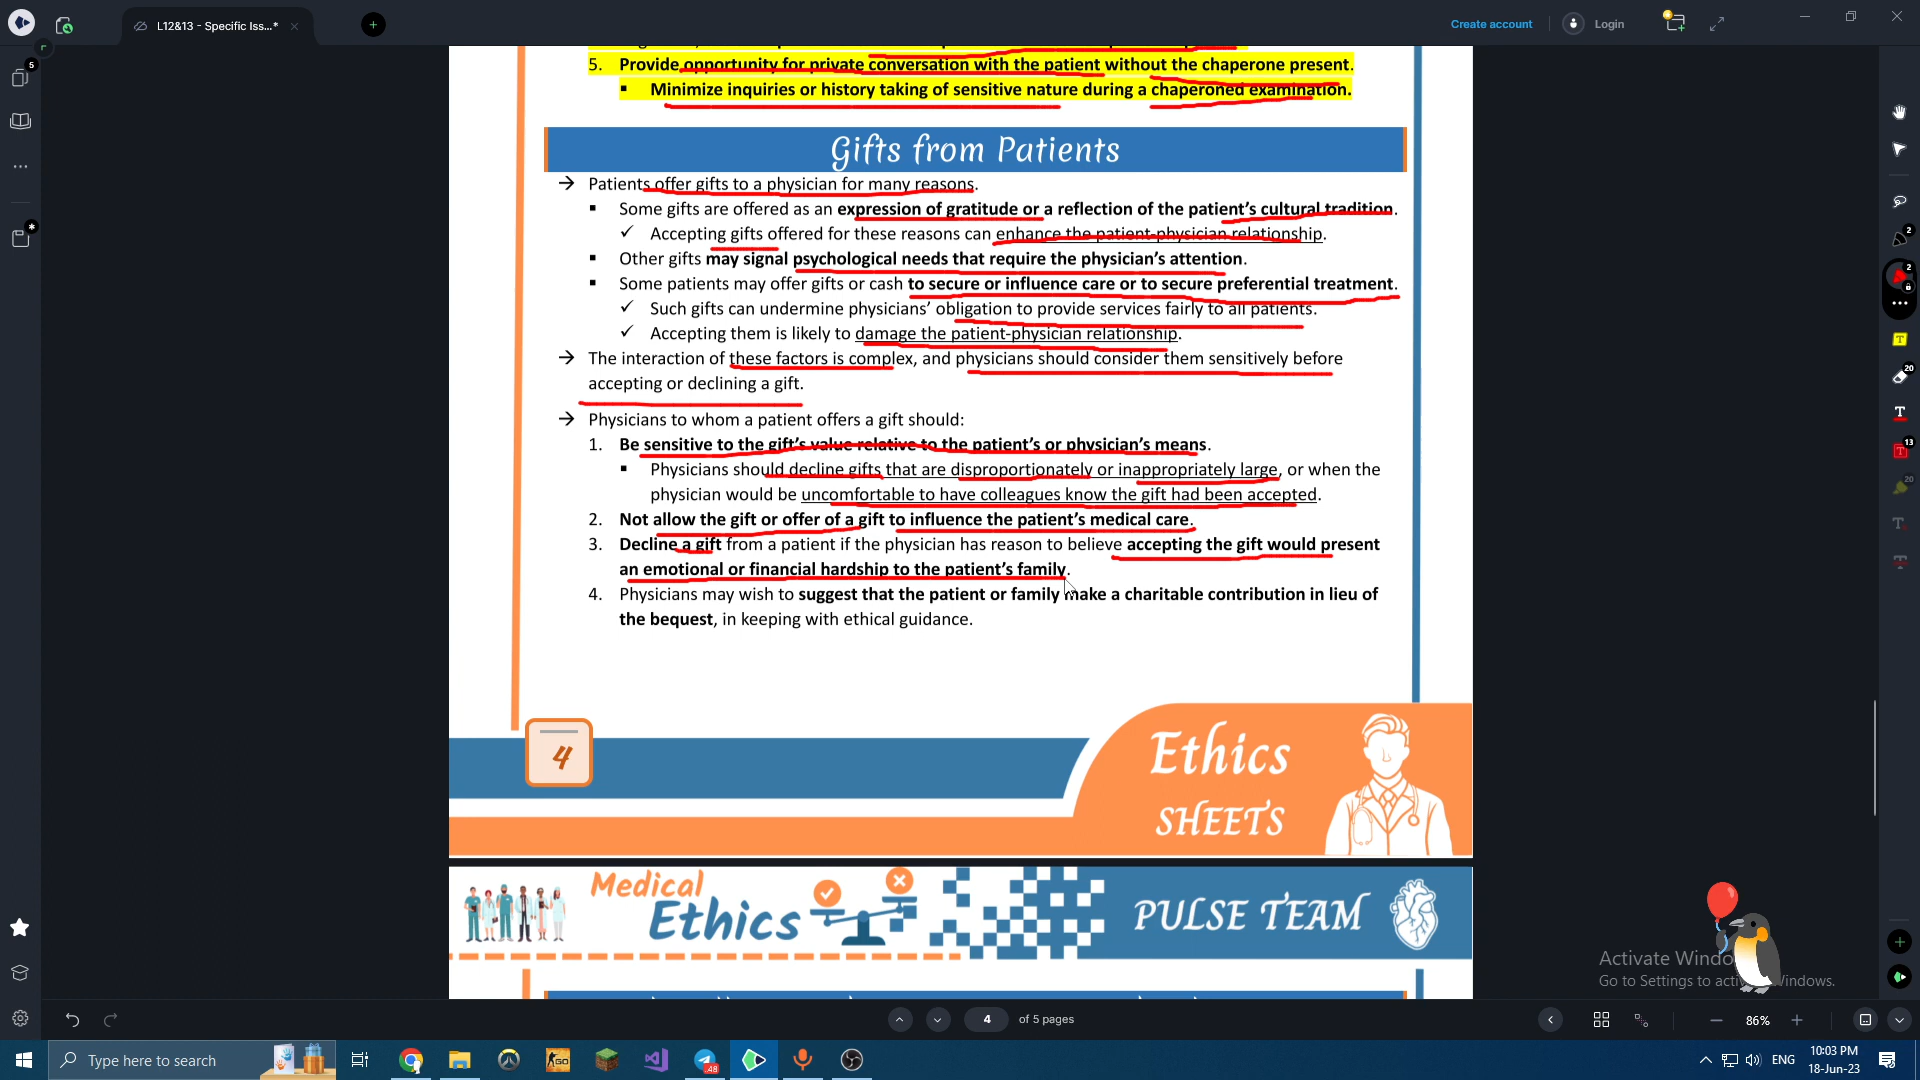 L12&13 - Specific Iss...*
Create account
Login
5. Provide opportunity for private conversation with the patient without the chaperone present.
▪ Minimize inquiries or history taking of sensitive nature during a chaperoned examination.
Gifts from Patients
→ Patients offer gifts to a physician for many reasons.
▪ Some gifts are offered as an expression of gratitude or a reflection of the patient's cultural tradition.
✓ Accepting gifts offered for these reasons can enhance the patient-physician relationship.
▪ Other gifts may signal psychological needs that require the physician's attention.
▪ Some patients may offer gifts or cash to secure or influence care or to secure preferential treatment.
✓ Such gifts can undermine physicians' obligation to provide services fairly to all patients.
✓ Accepting them is likely to damage the patient-physician relationship.
→ The interaction of these factors is complex, and physicians should consider them sensitively before
accepting or declining a gift.
→ Physicians to whom a patient offers a gift should:
1. Be sensitive to the gift's value relative to the patient's or physician's means.
▪ Physicians should decline gifts that are disproportionately or inappropriately large, or when the
physician would be uncomfortable to have colleagues know the gift had been accepted.
2. Not allow the gift or offer of a gift to influence the patient's medical care.
3. Decline a gift from a patient if the physician has reason to believe accepting the gift would present
an emotional or financial hardship to the patient's family.
4. Physicians may wish to suggest that the patient or family make a charitable contribution in lieu of
the bequest, in keeping with ethical guidance.
4
Ethics
SHEETS
Medical
Ethics
PULSE TEAM
Activate Windo
Go to Settings to acti
Windows.
4 of 5 pages
86%
Type here to search
ENG
10:03 PM
18-Jun-23